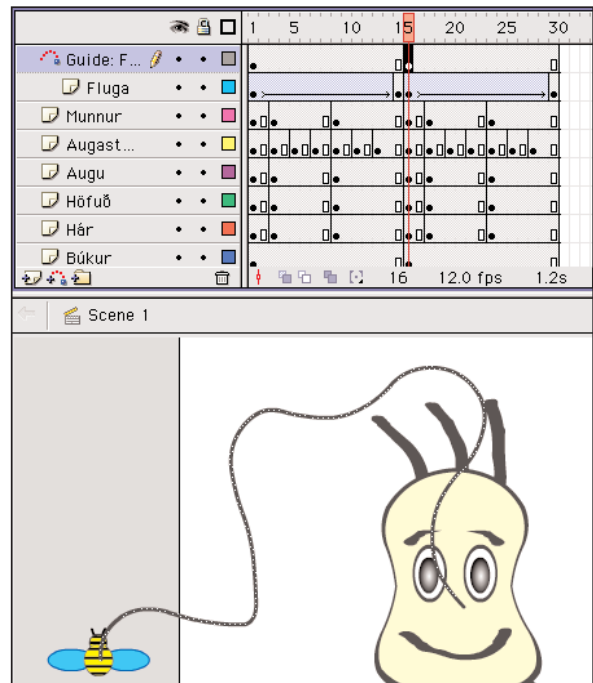 1 5 10 15 20 25 30
Guide: F...
Fluga
Munnur
Augast...
Augu
Höfuð
Hár
Búkur
16 12.0 fps 1.2s
Scene 1